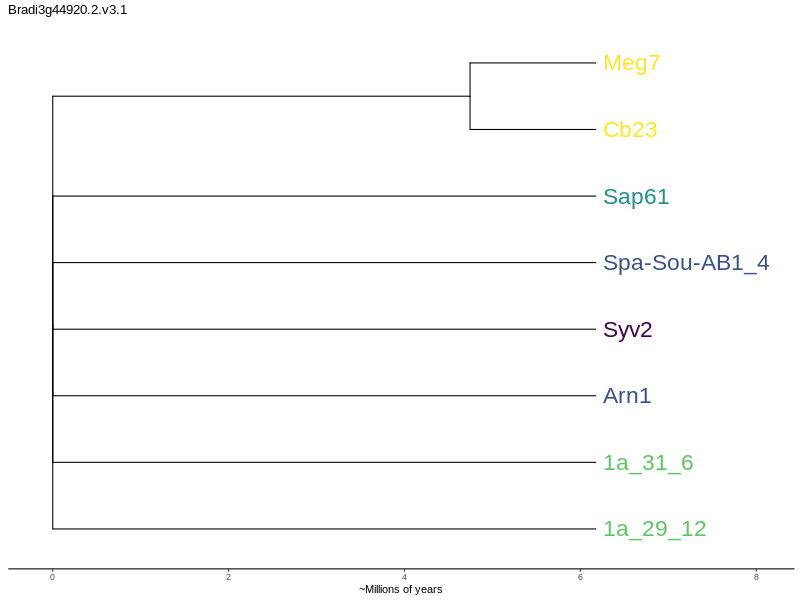 Bradi3g44920.2.v3.1
Meg7
Cb23
Sap61
Spa-Sou-AB1_4
Syv2
Arn1
1a_31_6
1a_29_12
0 2 4 6 8
~Millions of years